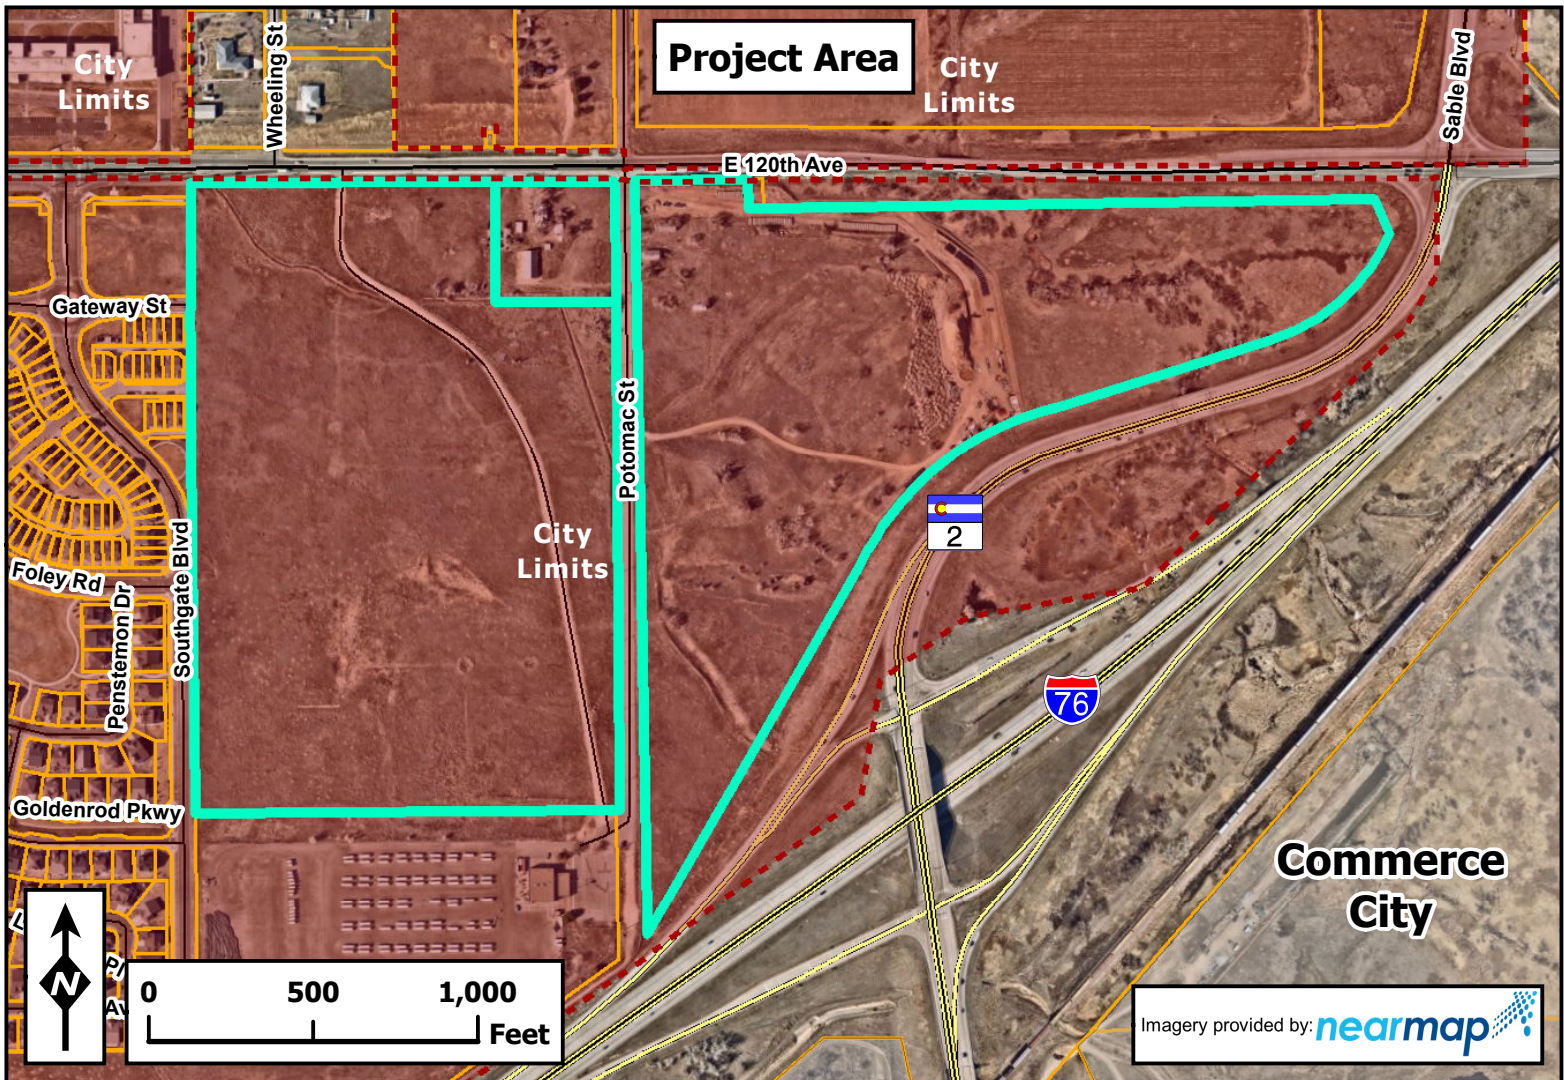 Project Area
City
Limits
Wheeling St
City
Limits
Sable Blvd
E 120th Ave
Gateway St
Potomac St
2
City
Limits
Foley Rd
Penstemon Dr
Southgate Blvd
76
Goldenrod Pkwy
Commerce
City
N
Pl
Av
0 500 1,000
Feet
Imagery provided by: nearmap